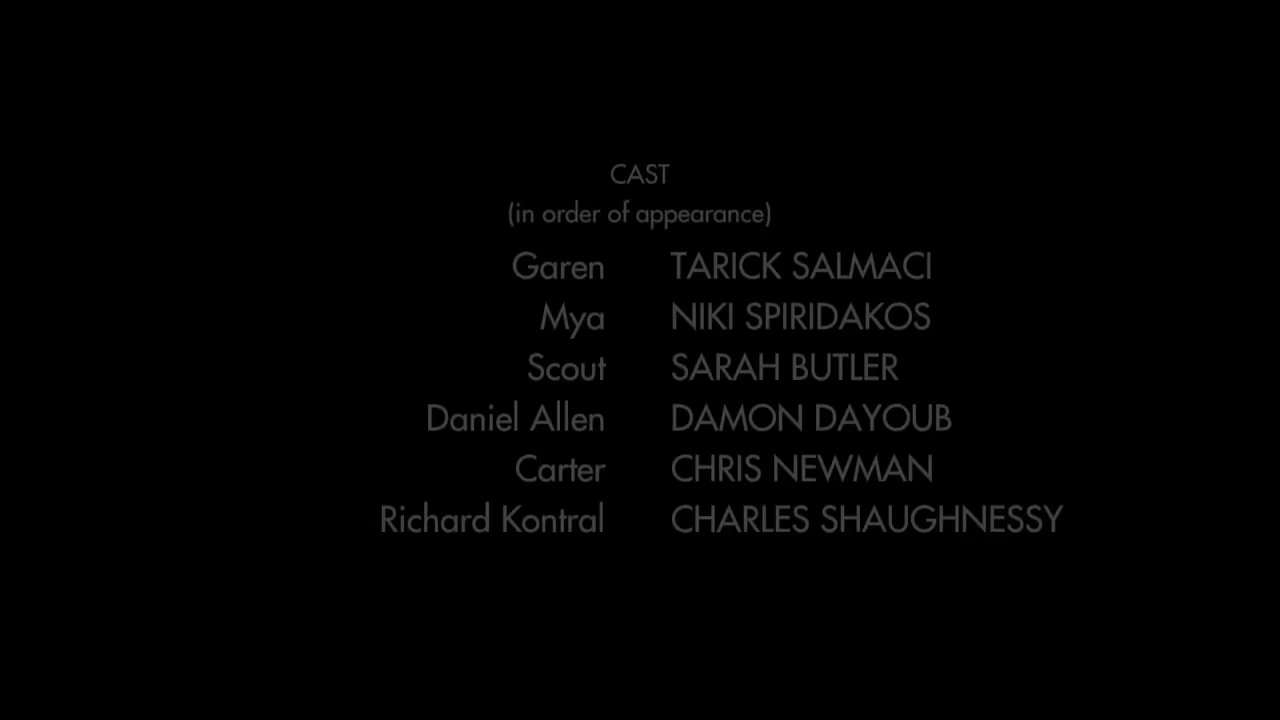 CAST
(in order of appearance)
Garen TARICK SALMACI
Mya NIKI SPIRIDAKOS
Scout SARAH BUTLER
Daniel Allen DAMON DAYOUB
Carter CHRIS NEWMAN
Richard Kontral CHARLES SHAUGHNESSY